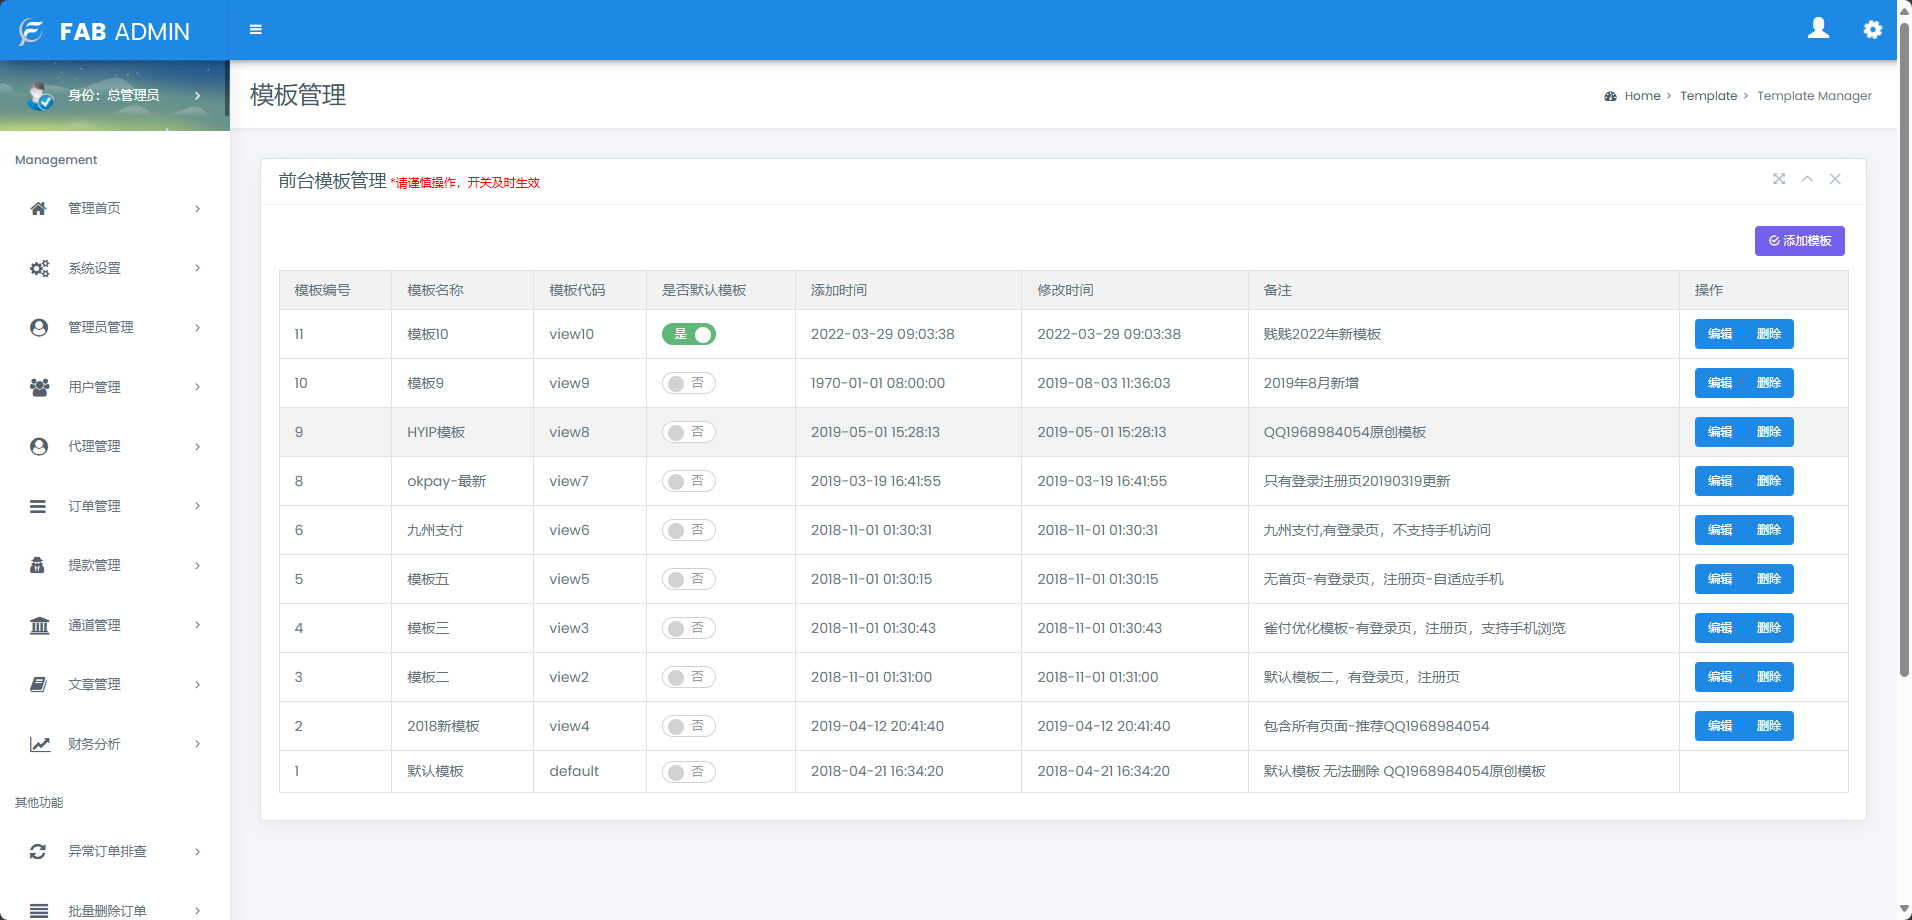 FAB ADMIN
身份：总管理员
模板管理
Home > Template > Template Manager
Management
管理首页
系统设置
管理员管理
用户管理
代理管理
订单管理
提款管理
通道管理
文章管理
财务分析
其他功能
异常订单排查
批量删除订单
前台模板管理 *请谨慎操作，开关及时生效
添加模板
模板编号 模板名称 模板代码 是否默认模板 添加时间 修改时间 备注 操作
11 模板10 view10 是 2022-03-29 09:03:38 2022-03-29 09:03:38 贱贱2022年新模板 编辑 删除
10 模板9 view9 否 1970-01-01 08:00:00 2019-08-03 11:36:03 2019年8月新增 编辑 删除
9 HYIP模板 view8 否 2019-05-01 15:28:13 2019-05-01 15:28:13 QQ1968984054原创模板 编辑 删除
8 okpay-最新 view7 否 2019-03-19 16:41:55 2019-03-19 16:41:55 只有登录注册页20190319更新 编辑 删除
6 九州支付 view6 否 2018-11-01 01:30:31 2018-11-01 01:30:31 九州支付,有登录页，不支持手机访问 编辑 删除
5 模板五 view5 否 2018-11-01 01:30:15 2018-11-01 01:30:15 无首页-有登录页，注册页-自适应手机 编辑 删除
4 模板三 view3 否 2018-11-01 01:30:43 2018-11-01 01:30:43 雀付优化模板-有登录页，注册页，支持手机浏览 编辑 删除
3 模板二 view2 否 2018-11-01 01:31:00 2018-11-01 01:31:00 默认模板二，有登录页，注册页 编辑 删除
2 2018新模板 view4 否 2019-04-12 20:41:40 2019-04-12 20:41:40 包含所有页面-推荐QQ1968984054 编辑 删除
1 默认模板 default 否 2018-04-21 16:34:20 2018-04-21 16:34:20 默认模板 无法删除 QQ1968984054原创模板